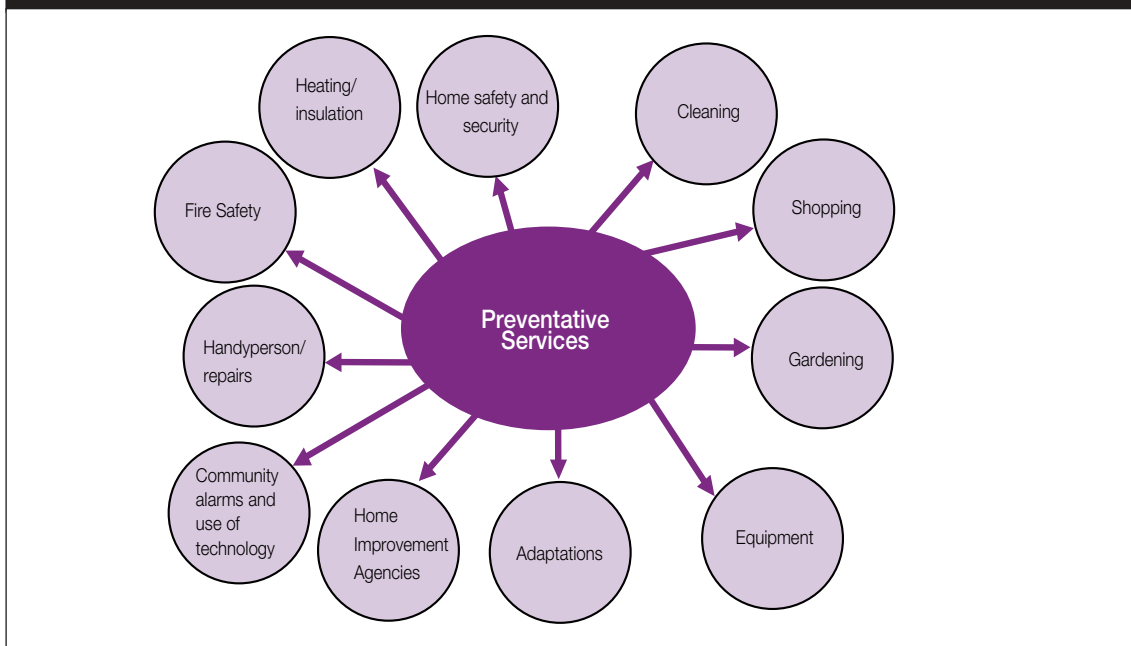 Heating/
insulation
Home safety and
security
Cleaning
Shopping
Fire Safety
Preventative
Services
Handyperson/
repairs
Gardening
Community
alarms and
use of
technology
Home
Improvement
Agencies
Adaptations
Equipment